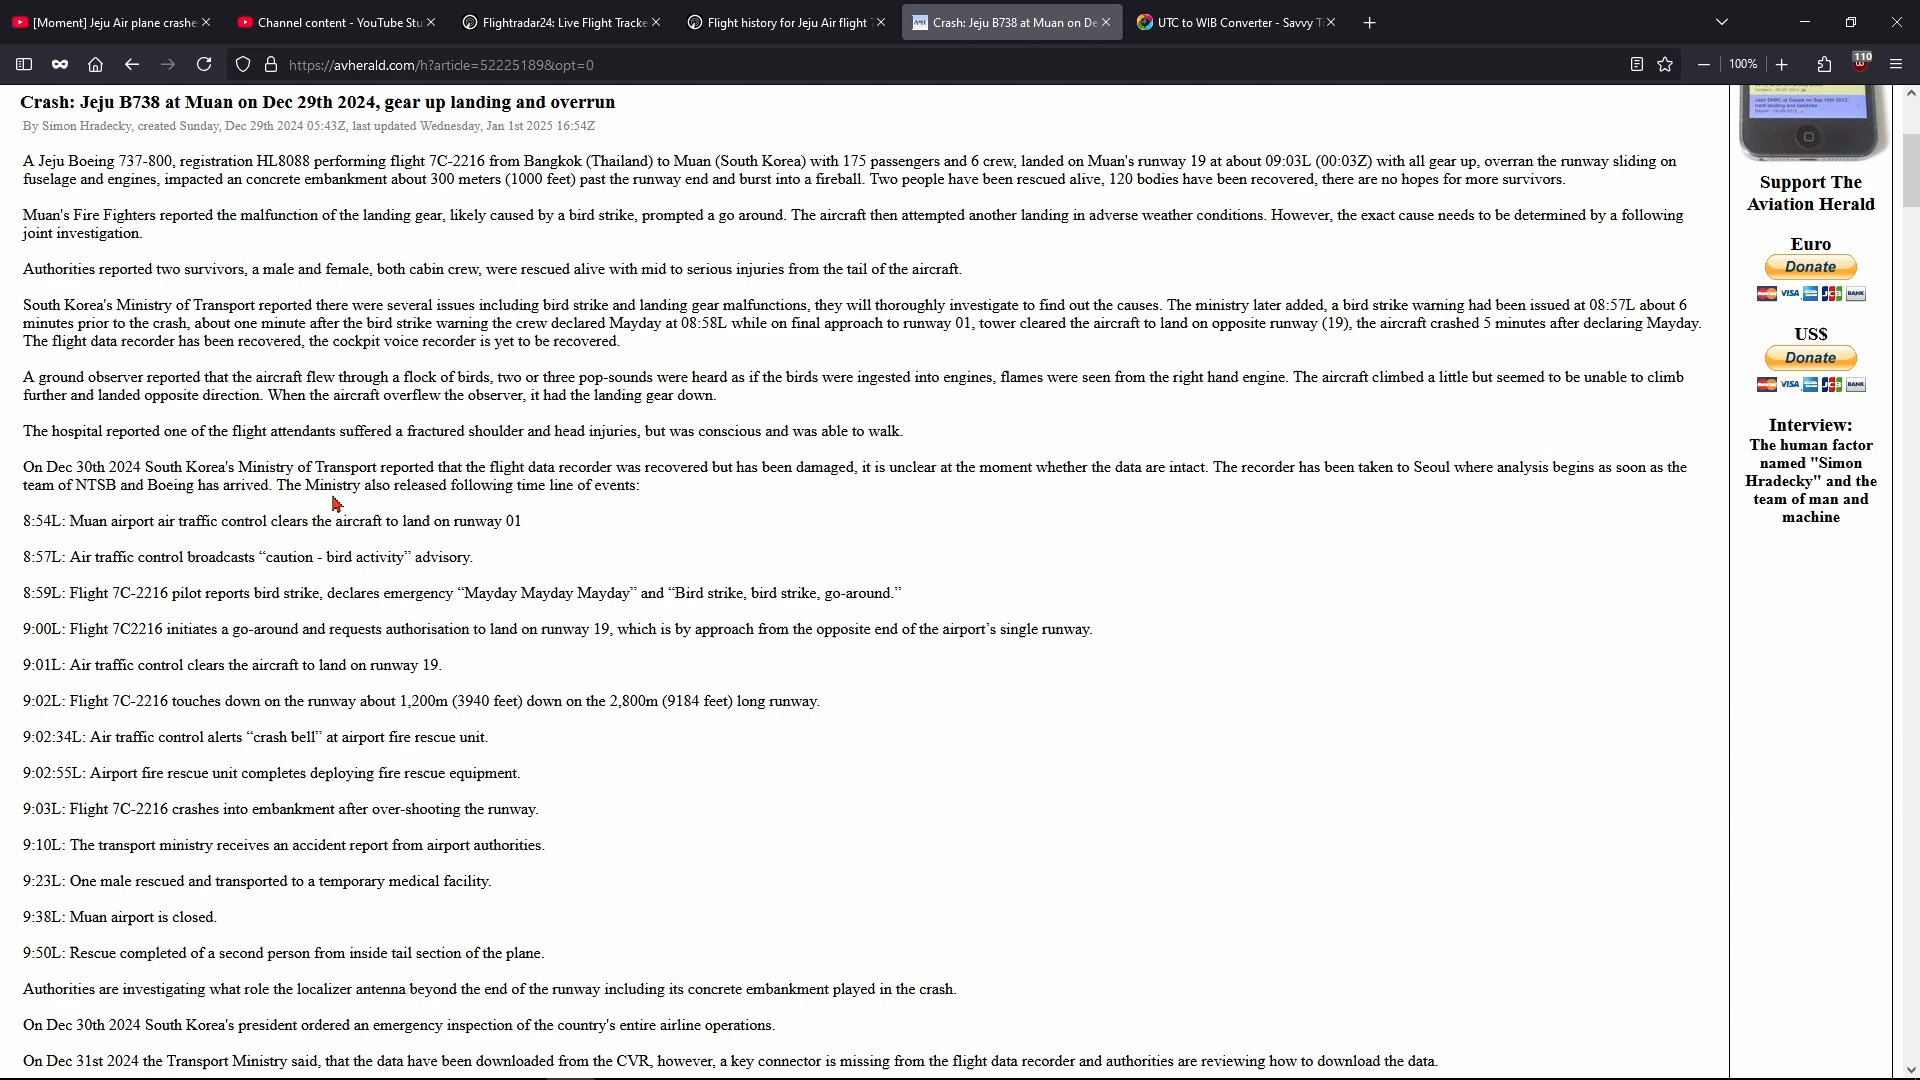 [Moment] Jeju Air plane crashe
Channel content - YouTube Stu
Flightradar24: Live Flight Tracke
Flight history for Jeju Air flight
Crash: Jeju B738 at Muan on De
UTC to WIB Converter - Savvy Ti
https://avherald.com/h?article=52225189&opt=0
100%
110
Crash: Jeju B738 at Muan on Dec 29th 2024, gear up landing and overrun
By Simon Hradecky, created Sunday, Dec 29th 2024 05:43Z, last updated Wednesday, Jan 1st 2025 16:54Z
A Jeju Boeing 737-800, registration HL8088 performing flight 7C-2216 from Bangkok (Thailand) to Muan (South Korea) with 175 passengers and 6 crew, landed on Muan's runway 19 at about 09:03L (00:03Z) with all gear up, overran the runway sliding on
fuselage and engines, impacted an concrete embankment about 300 meters (1000 feet) past the runway end and burst into a fireball. Two people have been rescued alive, 120 bodies have been recovered, there are no hopes for more survivors.
Muan's Fire Fighters reported the malfunction of the landing gear, likely caused by a bird strike, prompted a go around. The aircraft then attempted another landing in adverse weather conditions. However, the exact cause needs to be determined by a following
joint investigation.
Authorities reported two survivors, a male and female, both cabin crew, were rescued alive with mid to serious injuries from the tail of the aircraft.
South Korea's Ministry of Transport reported there were several issues including bird strike and landing gear malfunctions, they will thoroughly investigate to find out the causes. The ministry later added, a bird strike warning had been issued at 08:57L about 6
minutes prior to the crash, about one minute after the bird strike warning the crew declared Mayday at 08:58L while on final approach to runway 01, tower cleared the aircraft to land on opposite runway (19), the aircraft crashed 5 minutes after declaring Mayday.
The flight data recorder has been recovered, the cockpit voice recorder is yet to be recovered.
A ground observer reported that the aircraft flew through a flock of birds, two or three pop-sounds were heard as if the birds were ingested into engines, flames were seen from the right hand engine. The aircraft climbed a little but seemed to be unable to climb
further and landed opposite direction. When the aircraft overflew the observer, it had the landing gear down.
The hospital reported one of the flight attendants suffered a fractured shoulder and head injuries, but was conscious and was able to walk.
On Dec 30th 2024 South Korea's Ministry of Transport reported that the flight data recorder was recovered but has been damaged, it is unclear at the moment whether the data are intact. The recorder has been taken to Seoul where analysis begins as soon as the
team of NTSB and Boeing has arrived. The Ministry also released following time line of events:
8:54L: Muan airport air traffic control clears the aircraft to land on runway 01
8:57L: Air traffic control broadcasts “caution - bird activity” advisory.
8:59L: Flight 7C-2216 pilot reports bird strike, declares emergency “Mayday Mayday Mayday” and “Bird strike, bird strike, go-around.”
9:00L: Flight 7C2216 initiates a go-around and requests authorisation to land on runway 19, which is by approach from the opposite end of the airport’s single runway.
9:01L: Air traffic control clears the aircraft to land on runway 19.
9:02L: Flight 7C-2216 touches down on the runway about 1,200m (3940 feet) down on the 2,800m (9184 feet) long runway.
9:02:34L: Air traffic control alerts “crash bell” at airport fire rescue unit.
9:02:55L: Airport fire rescue unit completes deploying fire rescue equipment.
9:03L: Flight 7C-2216 crashes into embankment after over-shooting the runway.
9:10L: The transport ministry receives an accident report from airport authorities.
9:23L: One male rescued and transported to a temporary medical facility.
9:38L: Muan airport is closed.
9:50L: Rescue completed of a second person from inside tail section of the plane.
Authorities are investigating what role the localizer antenna beyond the end of the runway including its concrete embankment played in the crash.
On Dec 30th 2024 South Korea's president ordered an emergency inspection of the country's entire airline operations.
On Dec 31st 2024 the Transport Ministry said, that the data have been downloaded from the CVR, however, a key connector is missing from the flight data recorder and authorities are reviewing how to download the data.
Support The
Aviation Herald
Euro
Donate
VISA
JCB
BANK
US$
Donate
VISA
JCB
BANK
Interview:
The human factor
named "Simon
Hradecky" and the
team of man and
machine